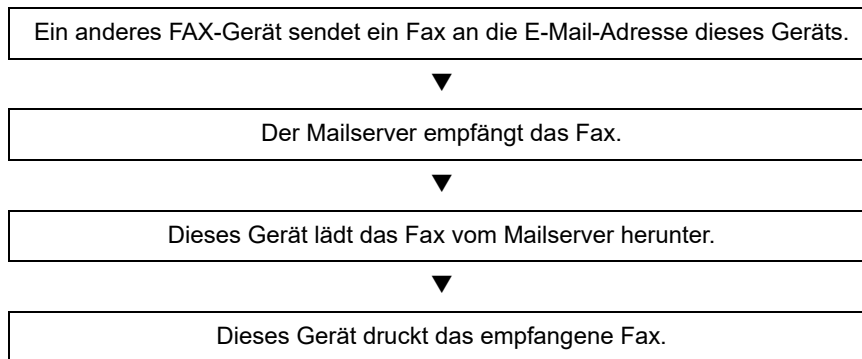 Ein anderes FAX-Gerät sendet ein Fax an die E-Mail-Adresse dieses Geräts.
Der Mailserver empfängt das Fax.
Dieses Gerät lädt das Fax vom Mailserver herunter.
Dieses Gerät druckt das empfangene Fax.